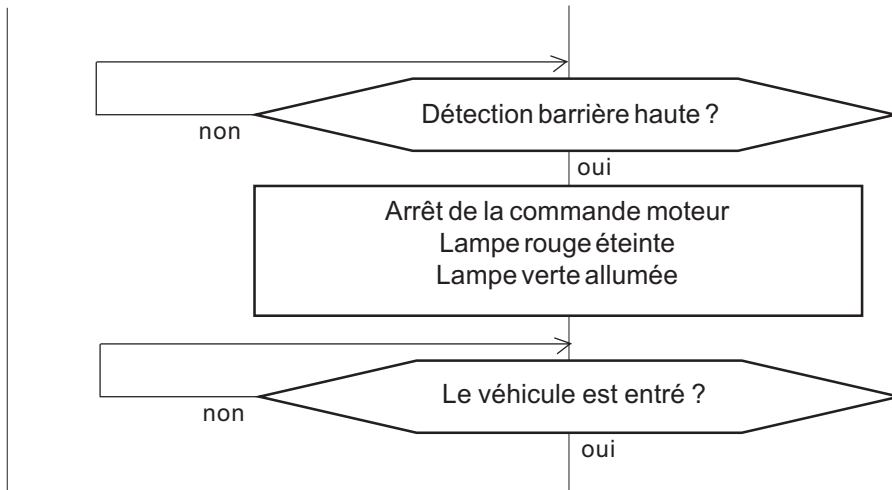 Détection barrière haute ?
non
oui
Arrêt de la commande moteur
Lampe rouge éteinte
Lampe verte allumée
Le véhicule est entré ?
non
oui